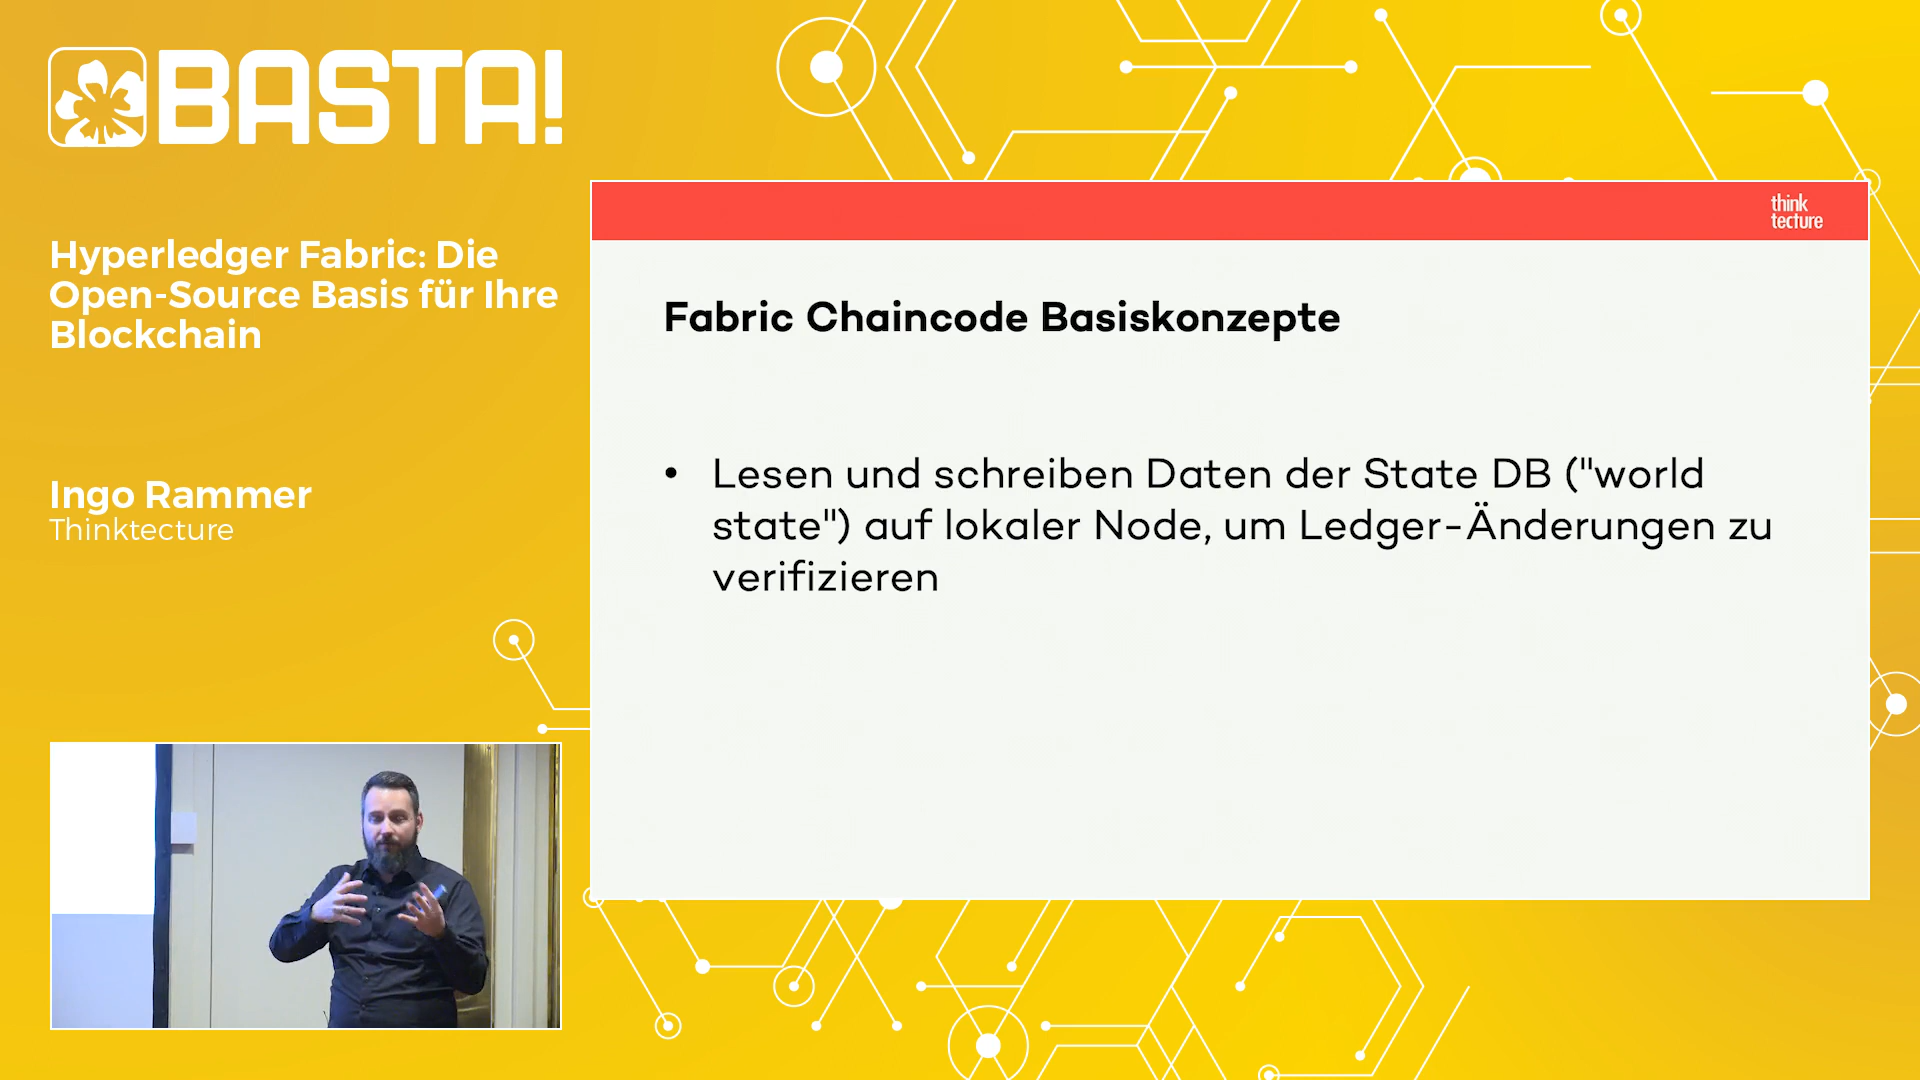 BASTA!
Hyperledger Fabric: Die
Open-Source Basis für Ihre
Blockchain
Ingo Rammer
Thinktecture
think
tecture
Fabric Chaincode Basiskonzepte
• Lesen und schreiben Daten der State DB ("world
state") auf lokaler Node, um Ledger-Änderungen zu
verifizieren